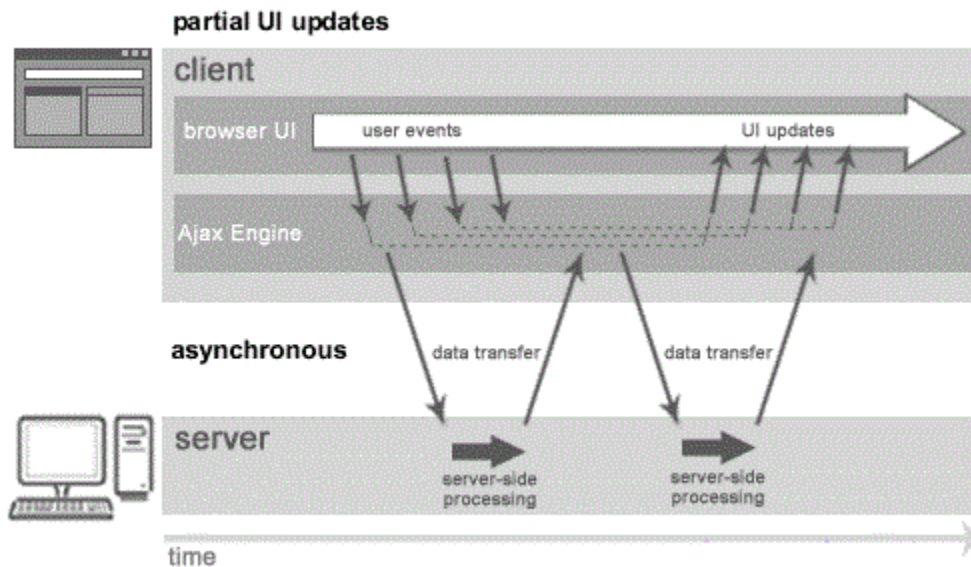 partial UI updates
client
browser UI
user events
UI updates
Ajax Engine
asynchronous
data transfer
data transfer
server
server-side
processing
server-side
processing
time